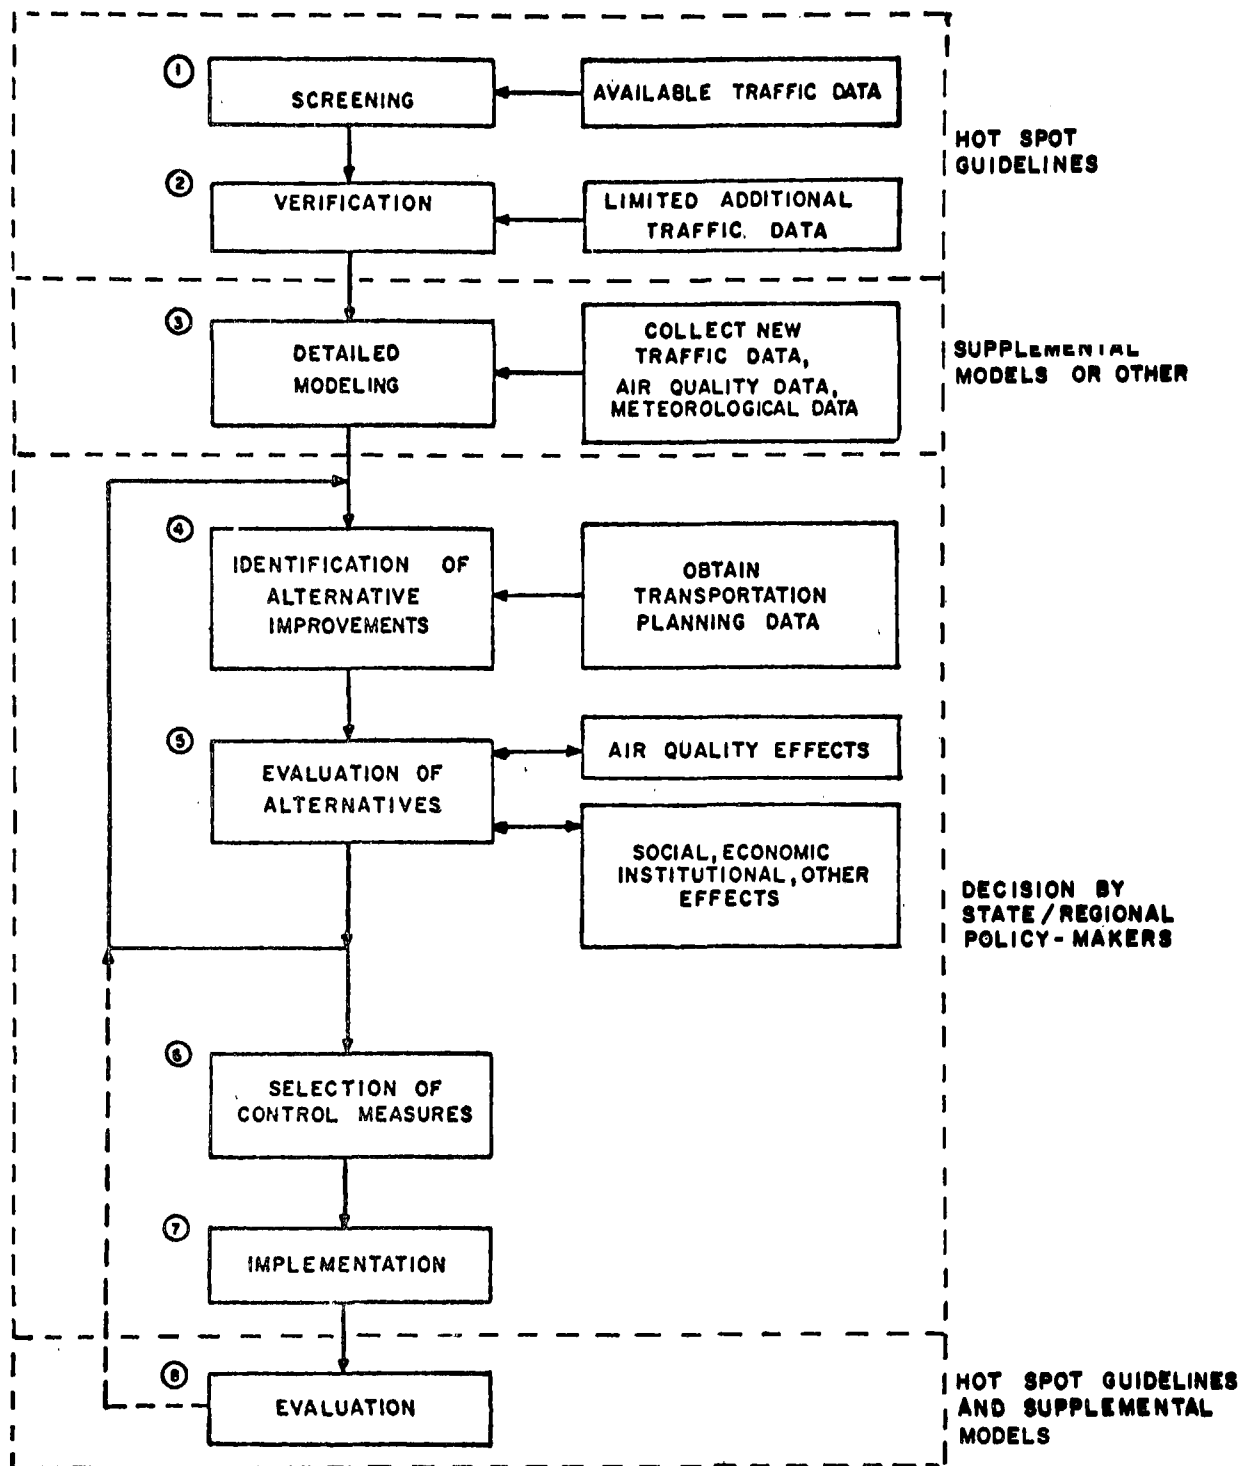 ①
SCREENING
AVAILABLE TRAFFIC DATA
HOT SPOT
GUIDELINES
②
VERIFICATION
LIMITED ADDITIONAL
TRAFFIC. DATA
③
DETAILED
MODELING
COLLECT NEW
TRAFFIC DATA,
AIR QUALITY DATA,
METEOROLOGICAL DATA
SUPPLEMENTAL
MODELS OR OTHER
④
IDENTIFICATION OF
ALTERNATIVE
IMPROVEMENTS
OBTAIN
TRANSPORTATION
PLANNING DATA
⑤
EVALUATION OF
ALTERNATIVES
AIR QUALITY EFFECTS
SOCIAL, ECONOMIC
INSTITUTIONAL, OTHER
EFFECTS
DECISION BY
STATE/REGIONAL
POLICY-MAKERS
⑥
SELECTION OF
CONTROL MEASURES
⑦
IMPLEMENTATION
⑧
EVALUATION
HOT SPOT GUIDELINES
AND SUPPLEMENTAL
MODELS